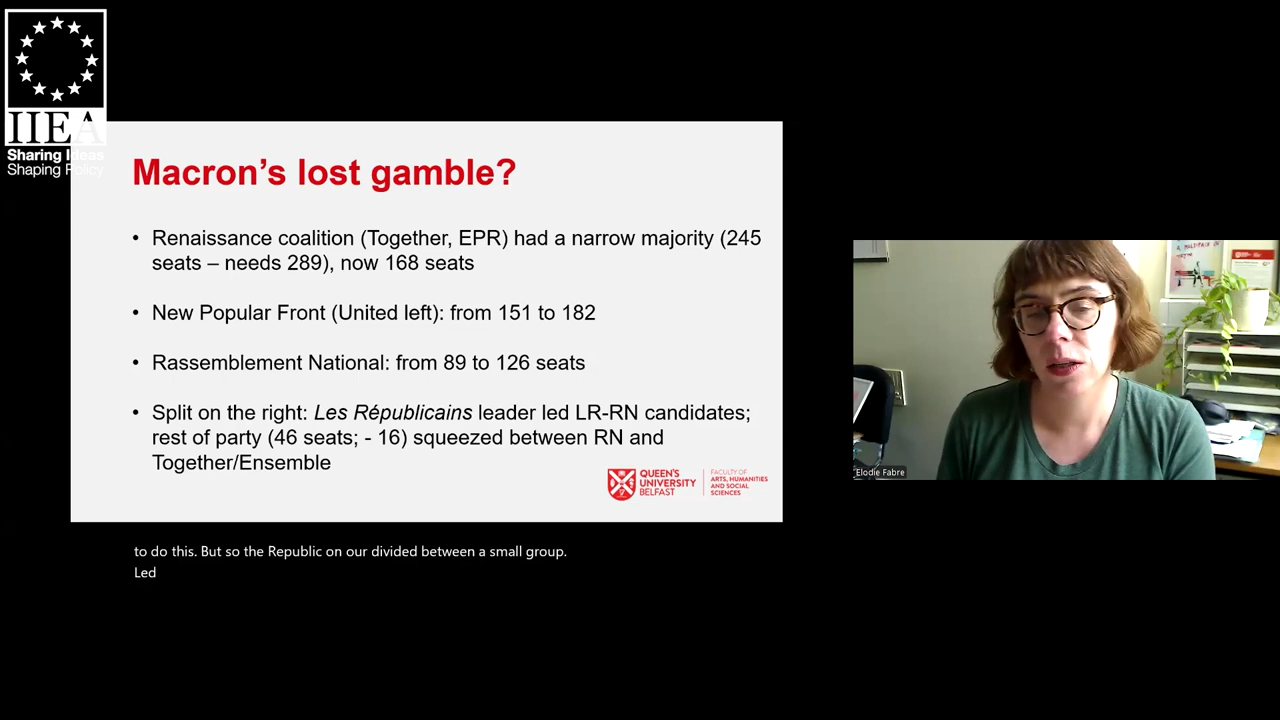 IIEA
Sharing Ideas
Shaping Policy
Macron’s lost gamble?
• Renaissance coalition (Together, EPR) had a narrow majority (245
seats – needs 289), now 168 seats
• New Popular Front (United left): from 151 to 182
• Rassemblement National: from 89 to 126 seats
• Split on the right: Les Républicains leader led LR-RN candidates;
rest of party (46 seats; - 16) squeezed between RN and
Together/Ensemble
QUEEN'S
UNIVERSITY
BELFAST
FACULTY OF
ARTS, HUMANITIES
AND SOCIAL
SCIENCES
Elodie Fabre
to do this. But so the Republic on our divided between a small group.
Led